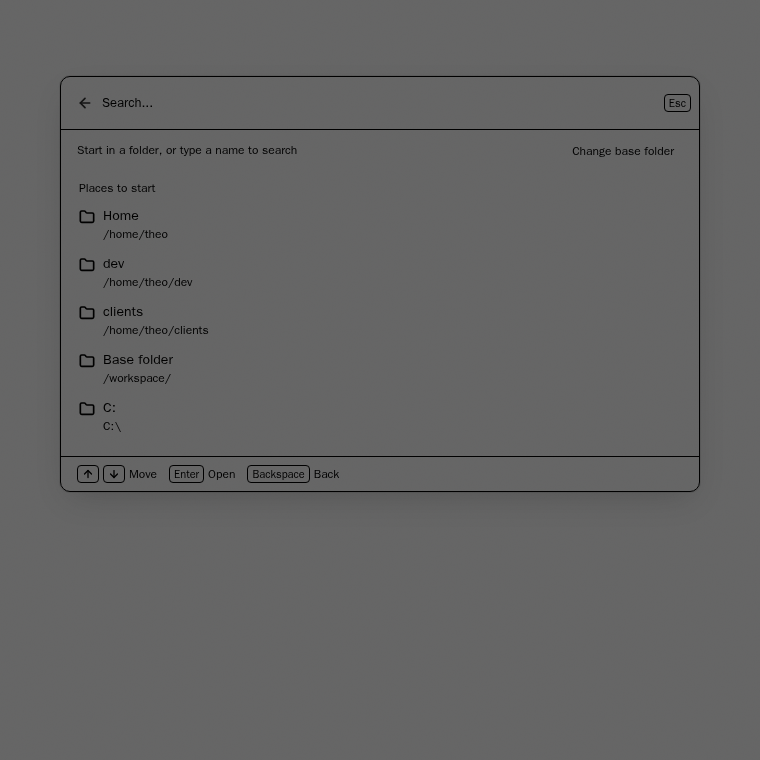 Search...
Esc
Start in a folder, or type a name to search
Change base folder
Places to start
Home
/home/theo
dev
/home/theo/dev
clients
/home/theo/clients
Base folder
/workspace/
C:
C:\
Move Enter Open Backspace Back